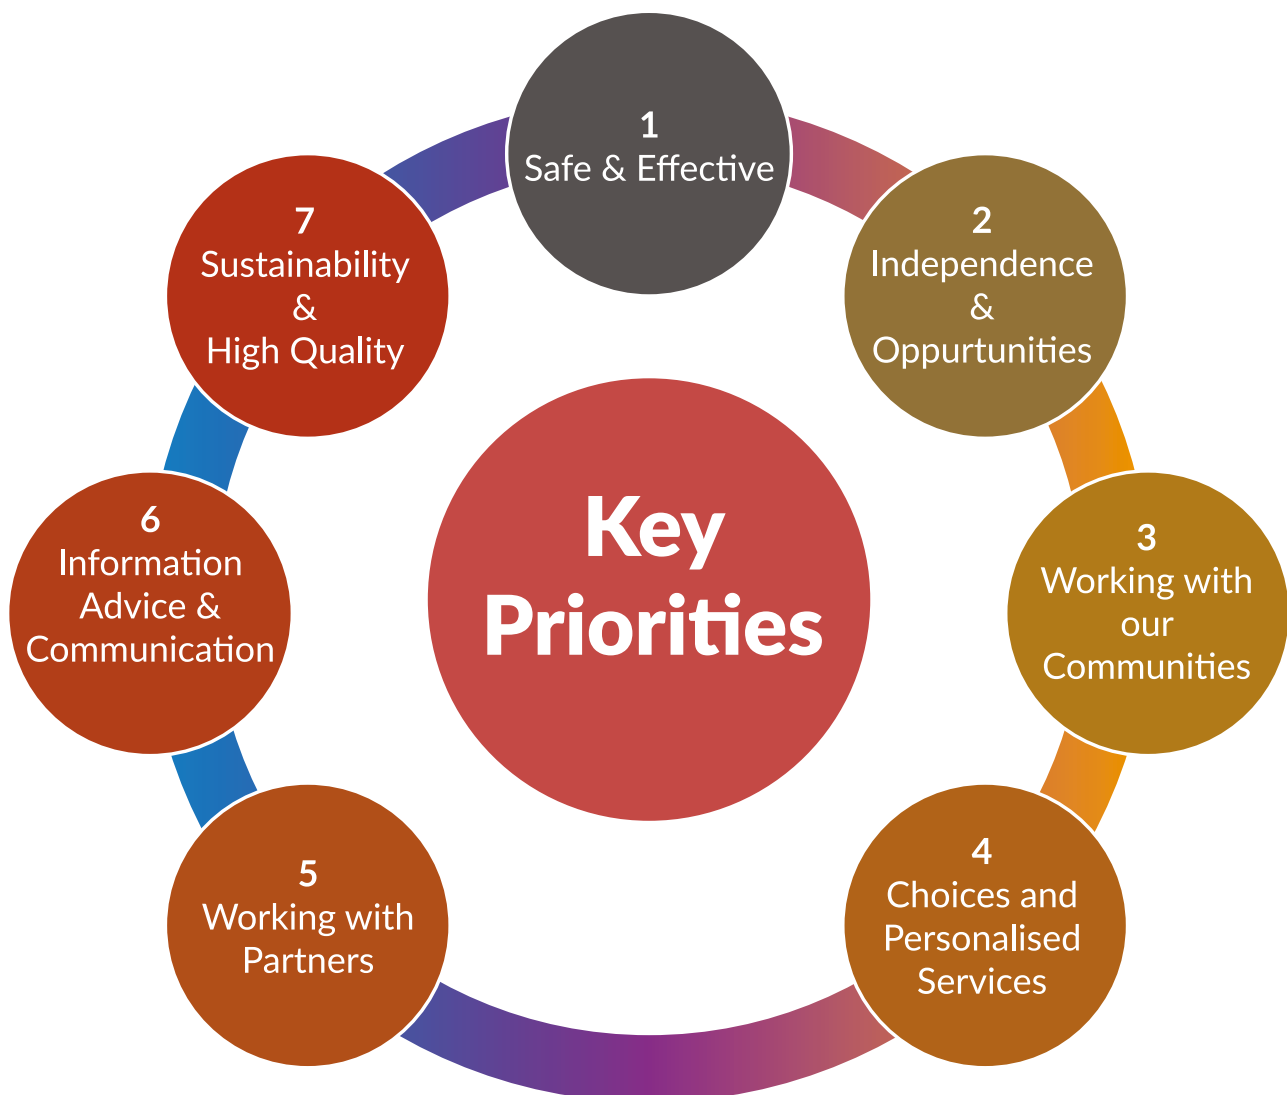 Key
Priorities
1
Safe & Effective
2
Independence
&
Oppurtunities
3
Working with
our
Communities
4
Choices and
Personalised
Services
5
Working with
Partners
6
Information
Advice &
Communication
7
Sustainability
&
High Quality